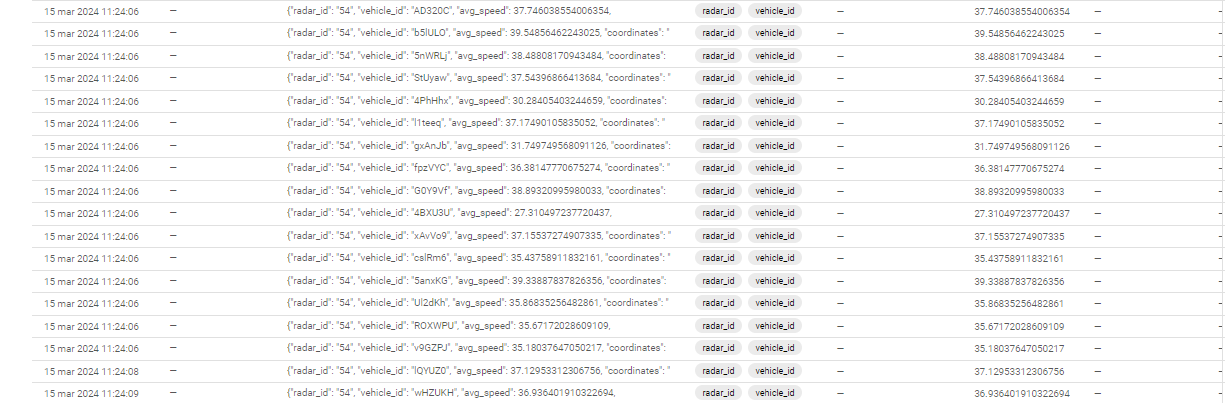 15 mar 2024 11:24:06 — {"radar_id": "54", "vehicle_id": "AD320C", "avg_speed": 37.746038554006354, radar_id vehicle_id — 37.746038554006354 —
15 mar 2024 11:24:06 — {"radar_id": "54", "vehicle_id": "b5lULO", "avg_speed": 39.54856462243025, "coordinates": " radar_id vehicle_id — 39.54856462243025 —
15 mar 2024 11:24:06 — {"radar_id": "54", "vehicle_id": "5nWRLj", "avg_speed": 38.48808170943484, "coordinates": radar_id vehicle_id — 38.48808170943484 —
15 mar 2024 11:24:06 — {"radar_id": "54", "vehicle_id": "StUyaw", "avg_speed": 37.54396866413684, "coordinates": " radar_id vehicle_id — 37.54396866413684 —
15 mar 2024 11:24:06 — {"radar_id": "54", "vehicle_id": "4PhHhx", "avg_speed": 30.28405403244659, "coordinates": radar_id vehicle_id — 30.28405403244659 —
15 mar 2024 11:24:06 — {"radar_id": "54", "vehicle_id": "l1teeq", "avg_speed": 37.17490105835052, "coordinates": " radar_id vehicle_id — 37.17490105835052 —
15 mar 2024 11:24:06 — {"radar_id": "54", "vehicle_id": "gxAnJb", "avg_speed": 31.749749568091126, "coordinates": radar_id vehicle_id — 31.749749568091126 —
15 mar 2024 11:24:06 — {"radar_id": "54", "vehicle_id": "fpzVYC", "avg_speed": 36.38147770675274, "coordinates": " radar_id vehicle_id — 36.38147770675274 —
15 mar 2024 11:24:06 — {"radar_id": "54", "vehicle_id": "G0Y9Vf", "avg_speed": 38.89320995980033, "coordinates": radar_id vehicle_id — 38.89320995980033 —
15 mar 2024 11:24:06 — {"radar_id": "54", "vehicle_id": "4BXU3U", "avg_speed": 27.310497237720437, radar_id vehicle_id — 27.310497237720437 —
15 mar 2024 11:24:06 — {"radar_id": "54", "vehicle_id": "xAvVo9", "avg_speed": 37.15537274907335, "coordinates": " radar_id vehicle_id — 37.15537274907335 —
15 mar 2024 11:24:06 — {"radar_id": "54", "vehicle_id": "cslRm6", "avg_speed": 35.43758911832161, "coordinates": " radar_id vehicle_id — 35.43758911832161 —
15 mar 2024 11:24:06 — {"radar_id": "54", "vehicle_id": "5anxKG", "avg_speed": 39.33887837826356, "coordinates": radar_id vehicle_id — 39.33887837826356 —
15 mar 2024 11:24:06 — {"radar_id": "54", "vehicle_id": "Ul2dKh", "avg_speed": 35.86835256482861, "coordinates": " radar_id vehicle_id — 35.86835256482861 —
15 mar 2024 11:24:06 — {"radar_id": "54", "vehicle_id": "ROXWPU", "avg_speed": 35.67172028609109, radar_id vehicle_id — 35.67172028609109 —
15 mar 2024 11:24:06 — {"radar_id": "54", "vehicle_id": "v9GZPJ", "avg_speed": 35.18037647050217, "coordinates": radar_id vehicle_id — 35.18037647050217 —
15 mar 2024 11:24:08 — {"radar_id": "54", "vehicle_id": "lQYUZ0", "avg_speed": 37.12953312306756, "coordinates": " radar_id vehicle_id — 37.12953312306756 —
15 mar 2024 11:24:09 — {"radar_id": "54", "vehicle_id": "wHZUKH", "avg_speed": 36.936401910322694, radar_id vehicle_id — 36.936401910322694 —